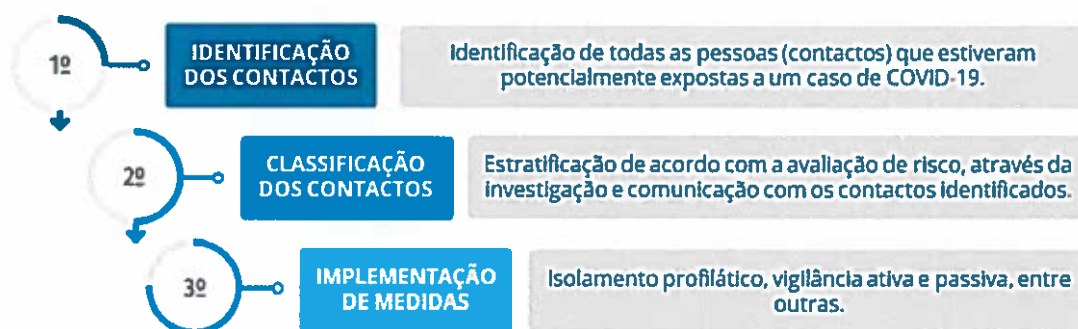 1º
IDENTIFICAÇÃO
DOS CONTACTOS
Identificação de todas as pessoas (contactos) que estiveram
potencialmente expostas a um caso de COVID-19.
2º
CLASSIFICAÇÃO
DOS CONTACTOS
Estratificação de acordo com a avaliação de risco, através da
investigação e comunicação com os contactos identificados.
3º
IMPLEMENTAÇÃO
DE MEDIDAS
Isolamento profilático, vigilância ativa e passiva, entre
outras.